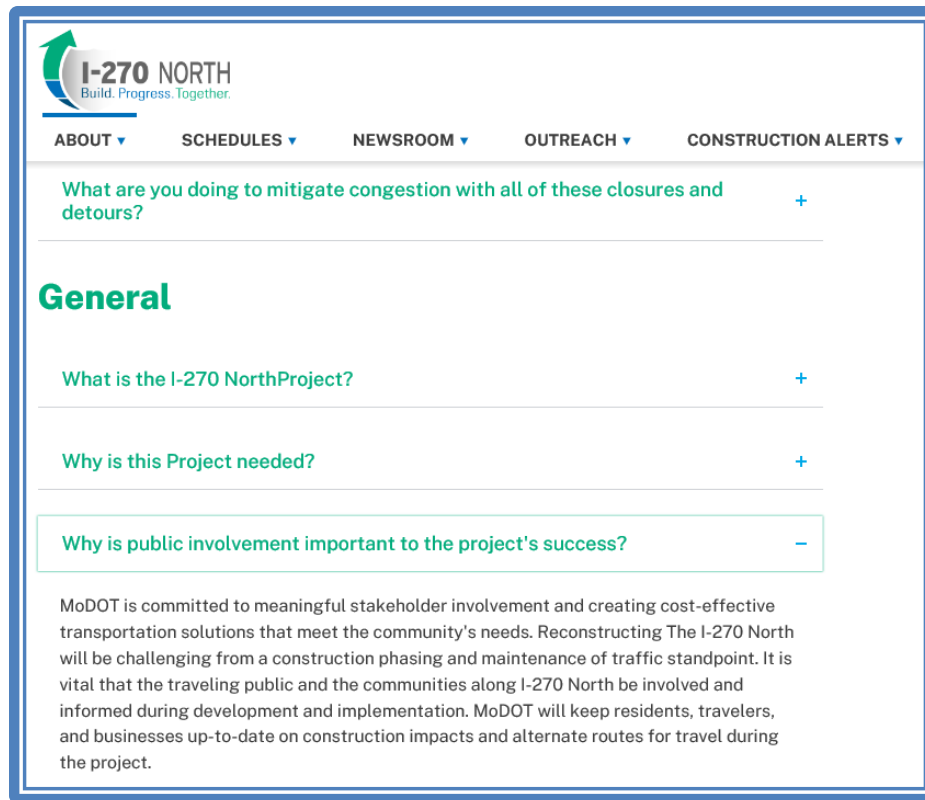 I-270 NORTH
Build. Progress. Together.
ABOUT ▾ SCHEDULES ▾ NEWSROOM ▾ OUTREACH ▾ CONSTRUCTION ALERTS ▾
What are you doing to mitigate congestion with all of these closures and
detours? +
General
What is the I-270 NorthProject? +
Why is this Project needed? +
Why is public involvement important to the project's success? −
MoDOT is committed to meaningful stakeholder involvement and creating cost-effective
transportation solutions that meet the community's needs. Reconstructing The I-270 North
will be challenging from a construction phasing and maintenance of traffic standpoint. It is
vital that the traveling public and the communities along I-270 North be involved and
informed during development and implementation. MoDOT will keep residents, travelers,
and businesses up-to-date on construction impacts and alternate routes for travel during
the project.